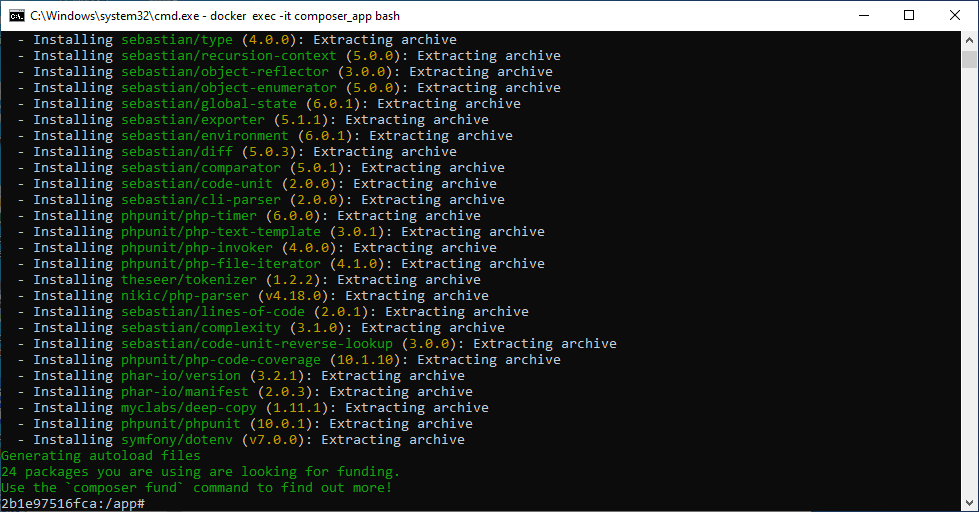 C:\Windows\system32\cmd.exe - docker  exec -it composer_app bash
- Installing sebastian/type (4.0.0): Extracting archive
- Installing sebastian/recursion-context (5.0.0): Extracting archive
- Installing sebastian/object-reflector (3.0.0): Extracting archive
- Installing sebastian/object-enumerator (5.0.0): Extracting archive
- Installing sebastian/global-state (6.0.1): Extracting archive
- Installing sebastian/exporter (5.1.1): Extracting archive
- Installing sebastian/environment (6.0.1): Extracting archive
- Installing sebastian/diff (5.0.3): Extracting archive
- Installing sebastian/comparator (5.0.1): Extracting archive
- Installing sebastian/code-unit (2.0.0): Extracting archive
- Installing sebastian/cli-parser (2.0.0): Extracting archive
- Installing phpunit/php-timer (6.0.0): Extracting archive
- Installing phpunit/php-text-template (3.0.1): Extracting archive
- Installing phpunit/php-invoker (4.0.0): Extracting archive
- Installing phpunit/php-file-iterator (4.1.0): Extracting archive
- Installing theseer/tokenizer (1.2.2): Extracting archive
- Installing nikic/php-parser (v4.18.0): Extracting archive
- Installing sebastian/lines-of-code (2.0.1): Extracting archive
- Installing sebastian/complexity (3.1.0): Extracting archive
- Installing sebastian/code-unit-reverse-lookup (3.0.0): Extracting archive
- Installing phpunit/php-code-coverage (10.1.10): Extracting archive
- Installing phar-io/version (3.2.1): Extracting archive
- Installing phar-io/manifest (2.0.3): Extracting archive
- Installing myclabs/deep-copy (1.11.1): Extracting archive
- Installing phpunit/phpunit (10.0.1): Extracting archive
- Installing symfony/dotenv (v7.0.0): Extracting archive
Generating autoload files
24 packages you are using are looking for funding.
Use the `composer fund` command to find out more!
2b1e97516fca:/app#